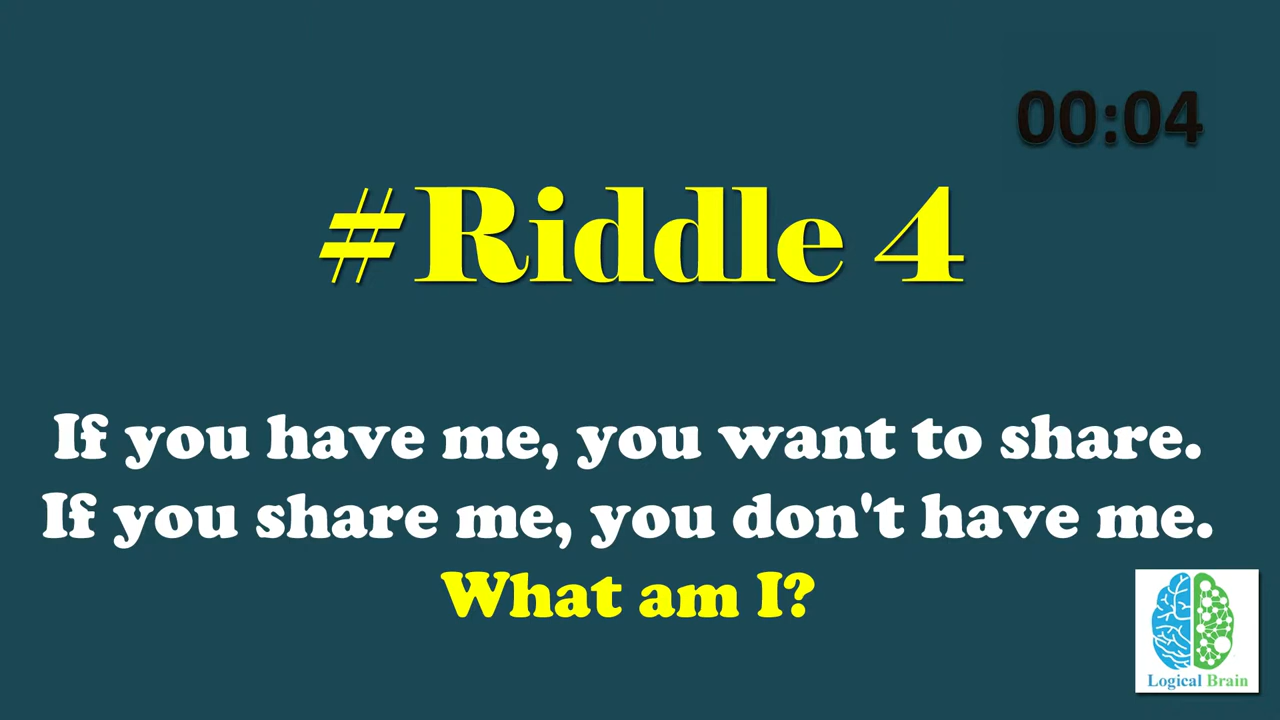 00:04
#Riddle 4
If you have me, you want to share.
If you share me, you don't have me.
What am I?
Logical Brain